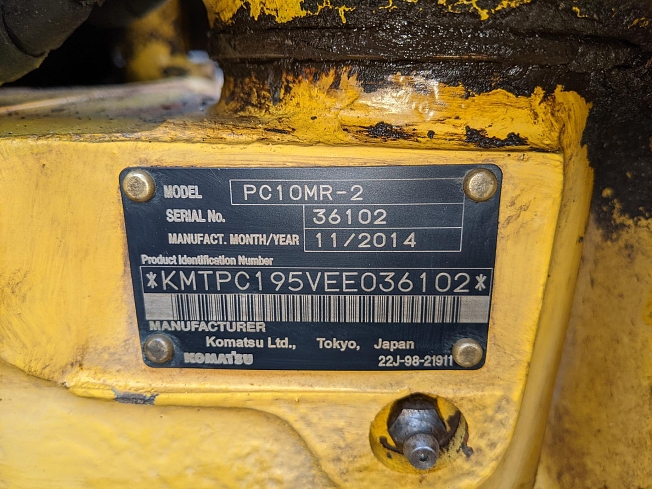 MODEL PC10MR-2
SERIAL No. 36102
MANUFACT. MONTH/YEAR 11/2014
Product Identification Number
*KMTPC195VEE036102*
MANUFACTURER
Komatsu Ltd., Tokyo, Japan
KOMATSU 22J-98-21911